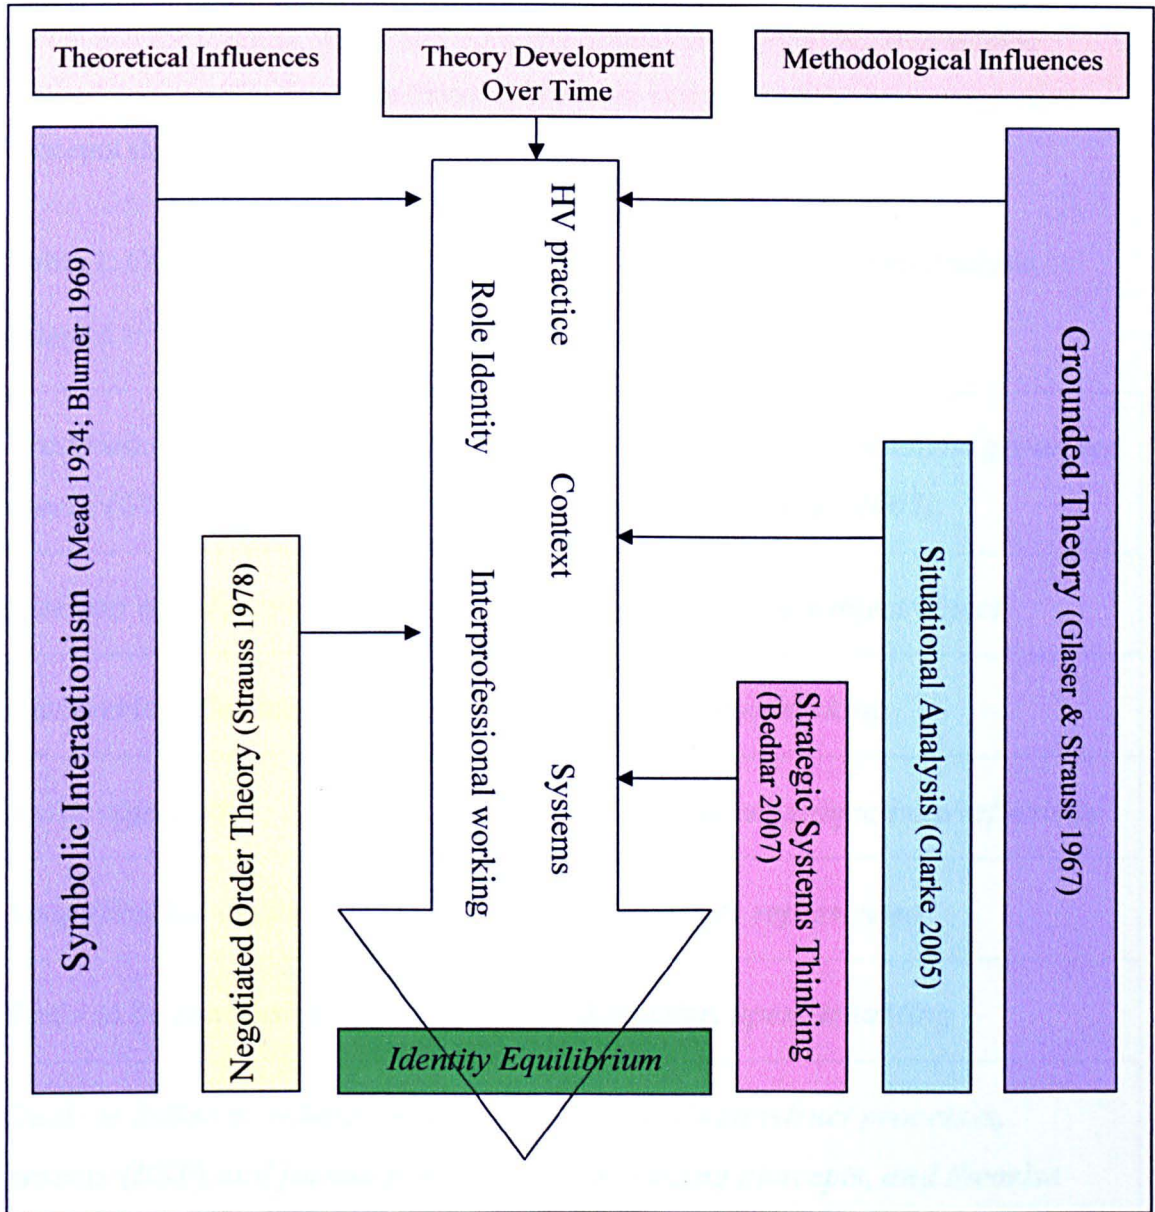 Theoretical Influences
Theory Development
Over Time
Methodological Influences
Symbolic Interactionism (Mead 1934; Blumer 1969)
Negotiated Order Theory (Strauss 1978)
HV practice
Role Identity
Context
Interprofessional working
Systems
Identity Equilibrium
Strategic Systems Thinking
(Bednar 2007)
Situational Analysis (Clarke 2005)
Grounded Theory (Glaser & Strauss 1967)